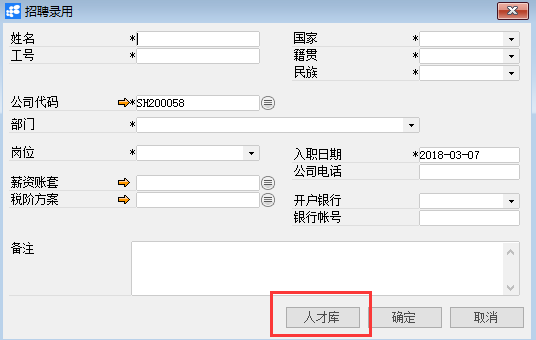 招聘录用
姓名 * 国家 *
工号 * 籍贯 *
民族 *
公司代码 *SH200058
部门 *
岗位 * 入职日期 *2018-03-07
公司电话
薪资账套
税阶方案 开户银行
银行帐号
备注
人才库 确定 取消